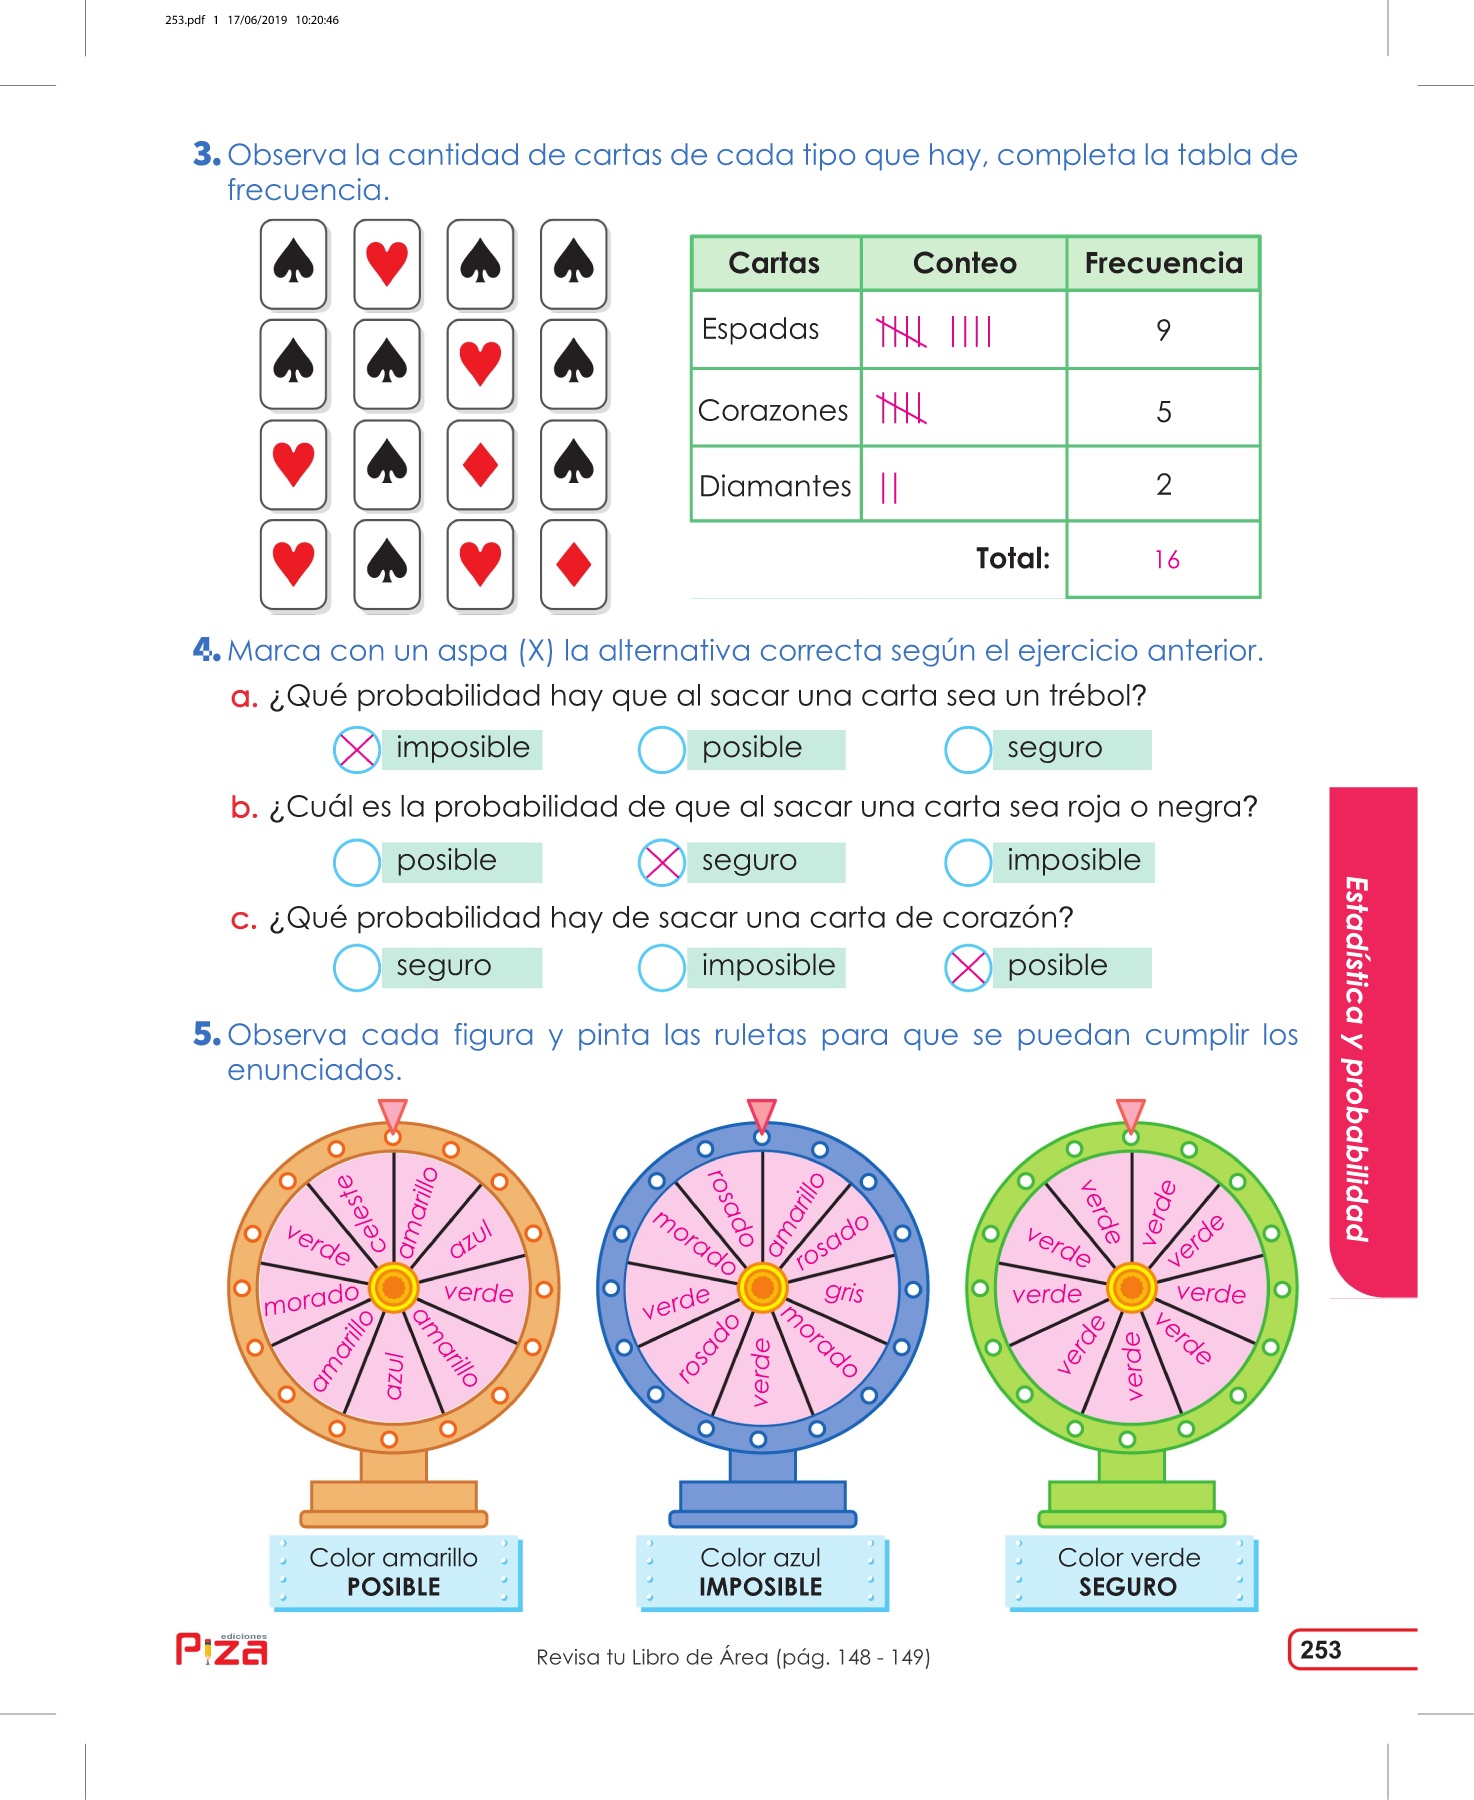 253.pdf 1 17/06/2019 10:20:46
3. Observa la cantidad de cartas de cada tipo que hay, completa la tabla de
frecuencia.
Cartas Conteo Frecuencia
Espadas 9
Corazones 5
Diamantes 2
Total: 16
4. Marca con un aspa (X) la alternativa correcta según el ejercicio anterior.
a. ¿Qué probabilidad hay que al sacar una carta sea un trébol?
imposible posible seguro
b. ¿Cuál es la probabilidad de que al sacar una carta sea roja o negra?
posible seguro imposible
c. ¿Qué probabilidad hay de sacar una carta de corazón?
seguro imposible posible
5. Observa cada figura y pinta las ruletas para que se puedan cumplir los
enunciados.
amarillo
azul
verde
amarillo
azul
amarillo
morado
verde
celeste
amarillo
rosado
gris
morado
verde
rosado
verde
morado
rosado
verde
verde
verde
verde
verde
verde
verde
verde
verde
Color amarillo
POSIBLE
Color azul
IMPOSIBLE
Color verde
SEGURO
Estadística y probabilidad
ediciones
Piza
Revisa tu Libro de Área (pág. 148 - 149)
253